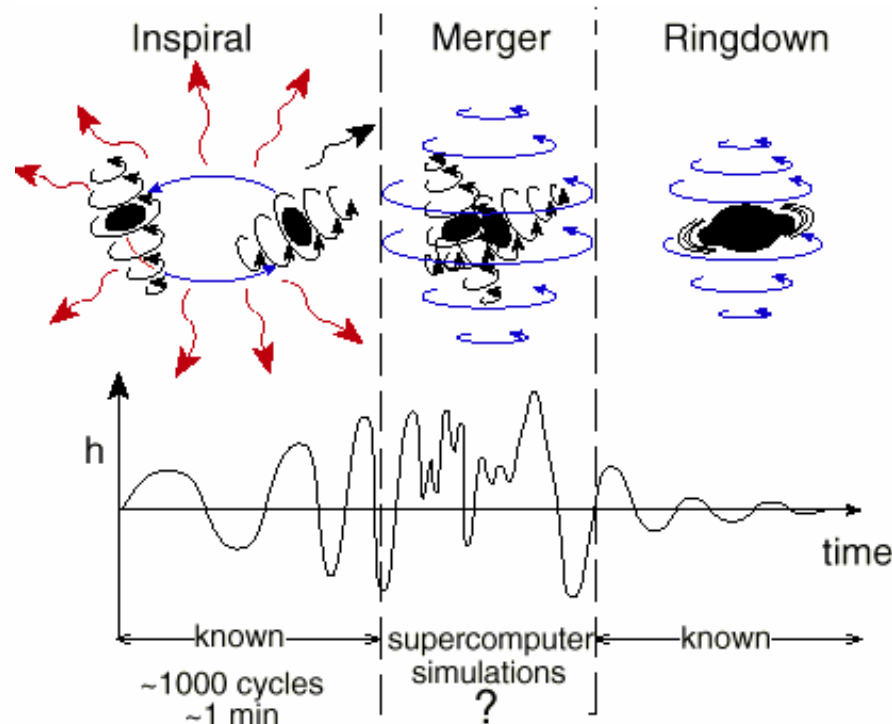 Inspiral
Merger
Ringdown
h
time
known
supercomputer
simulations
?
known
~1000 cycles
~1 min